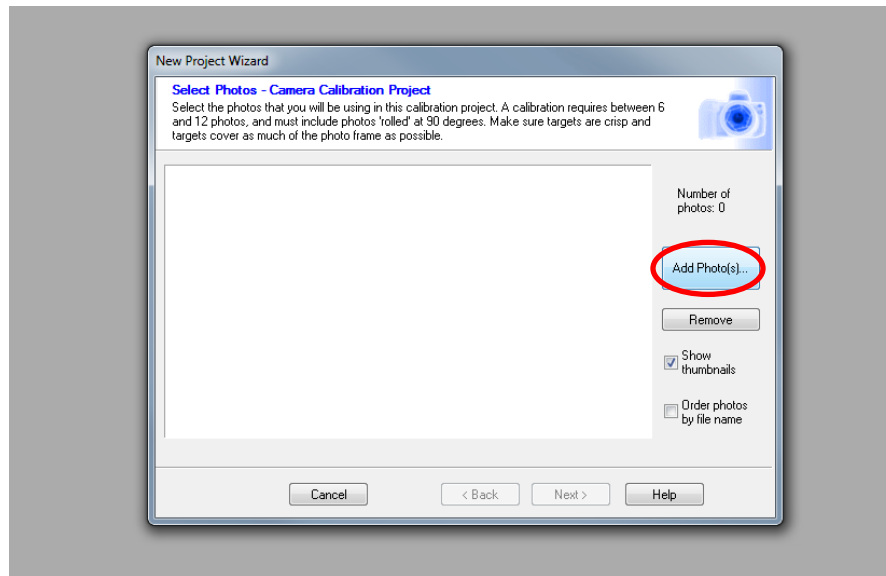 New Project Wizard
Select Photos - Camera Calibration Project
Select the photos that you will be using in this calibration project. A calibration requires between 6
and 12 photos, and must include photos 'rolled' at 90 degrees. Make sure targets are crisp and
targets cover as much of the photo frame as possible.
Number of
photos: 0
Add Photo(s)...
Remove
Show
thumbnails
Order photos
by file name
Cancel
< Back
Next >
Help